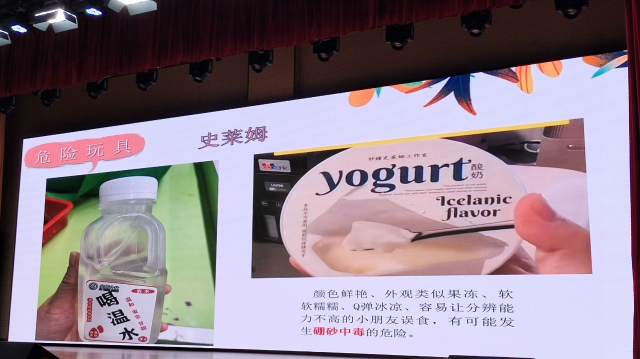 史莱姆
危险玩具
yogurt
酸奶
Icelanic
flavor
喝温水
颜色鲜艳、外观类似果冻、软
软糯糯、Q弹冰凉、容易让分辨能
力不高的小朋友误食，有可能发
生硼砂中毒的危险。